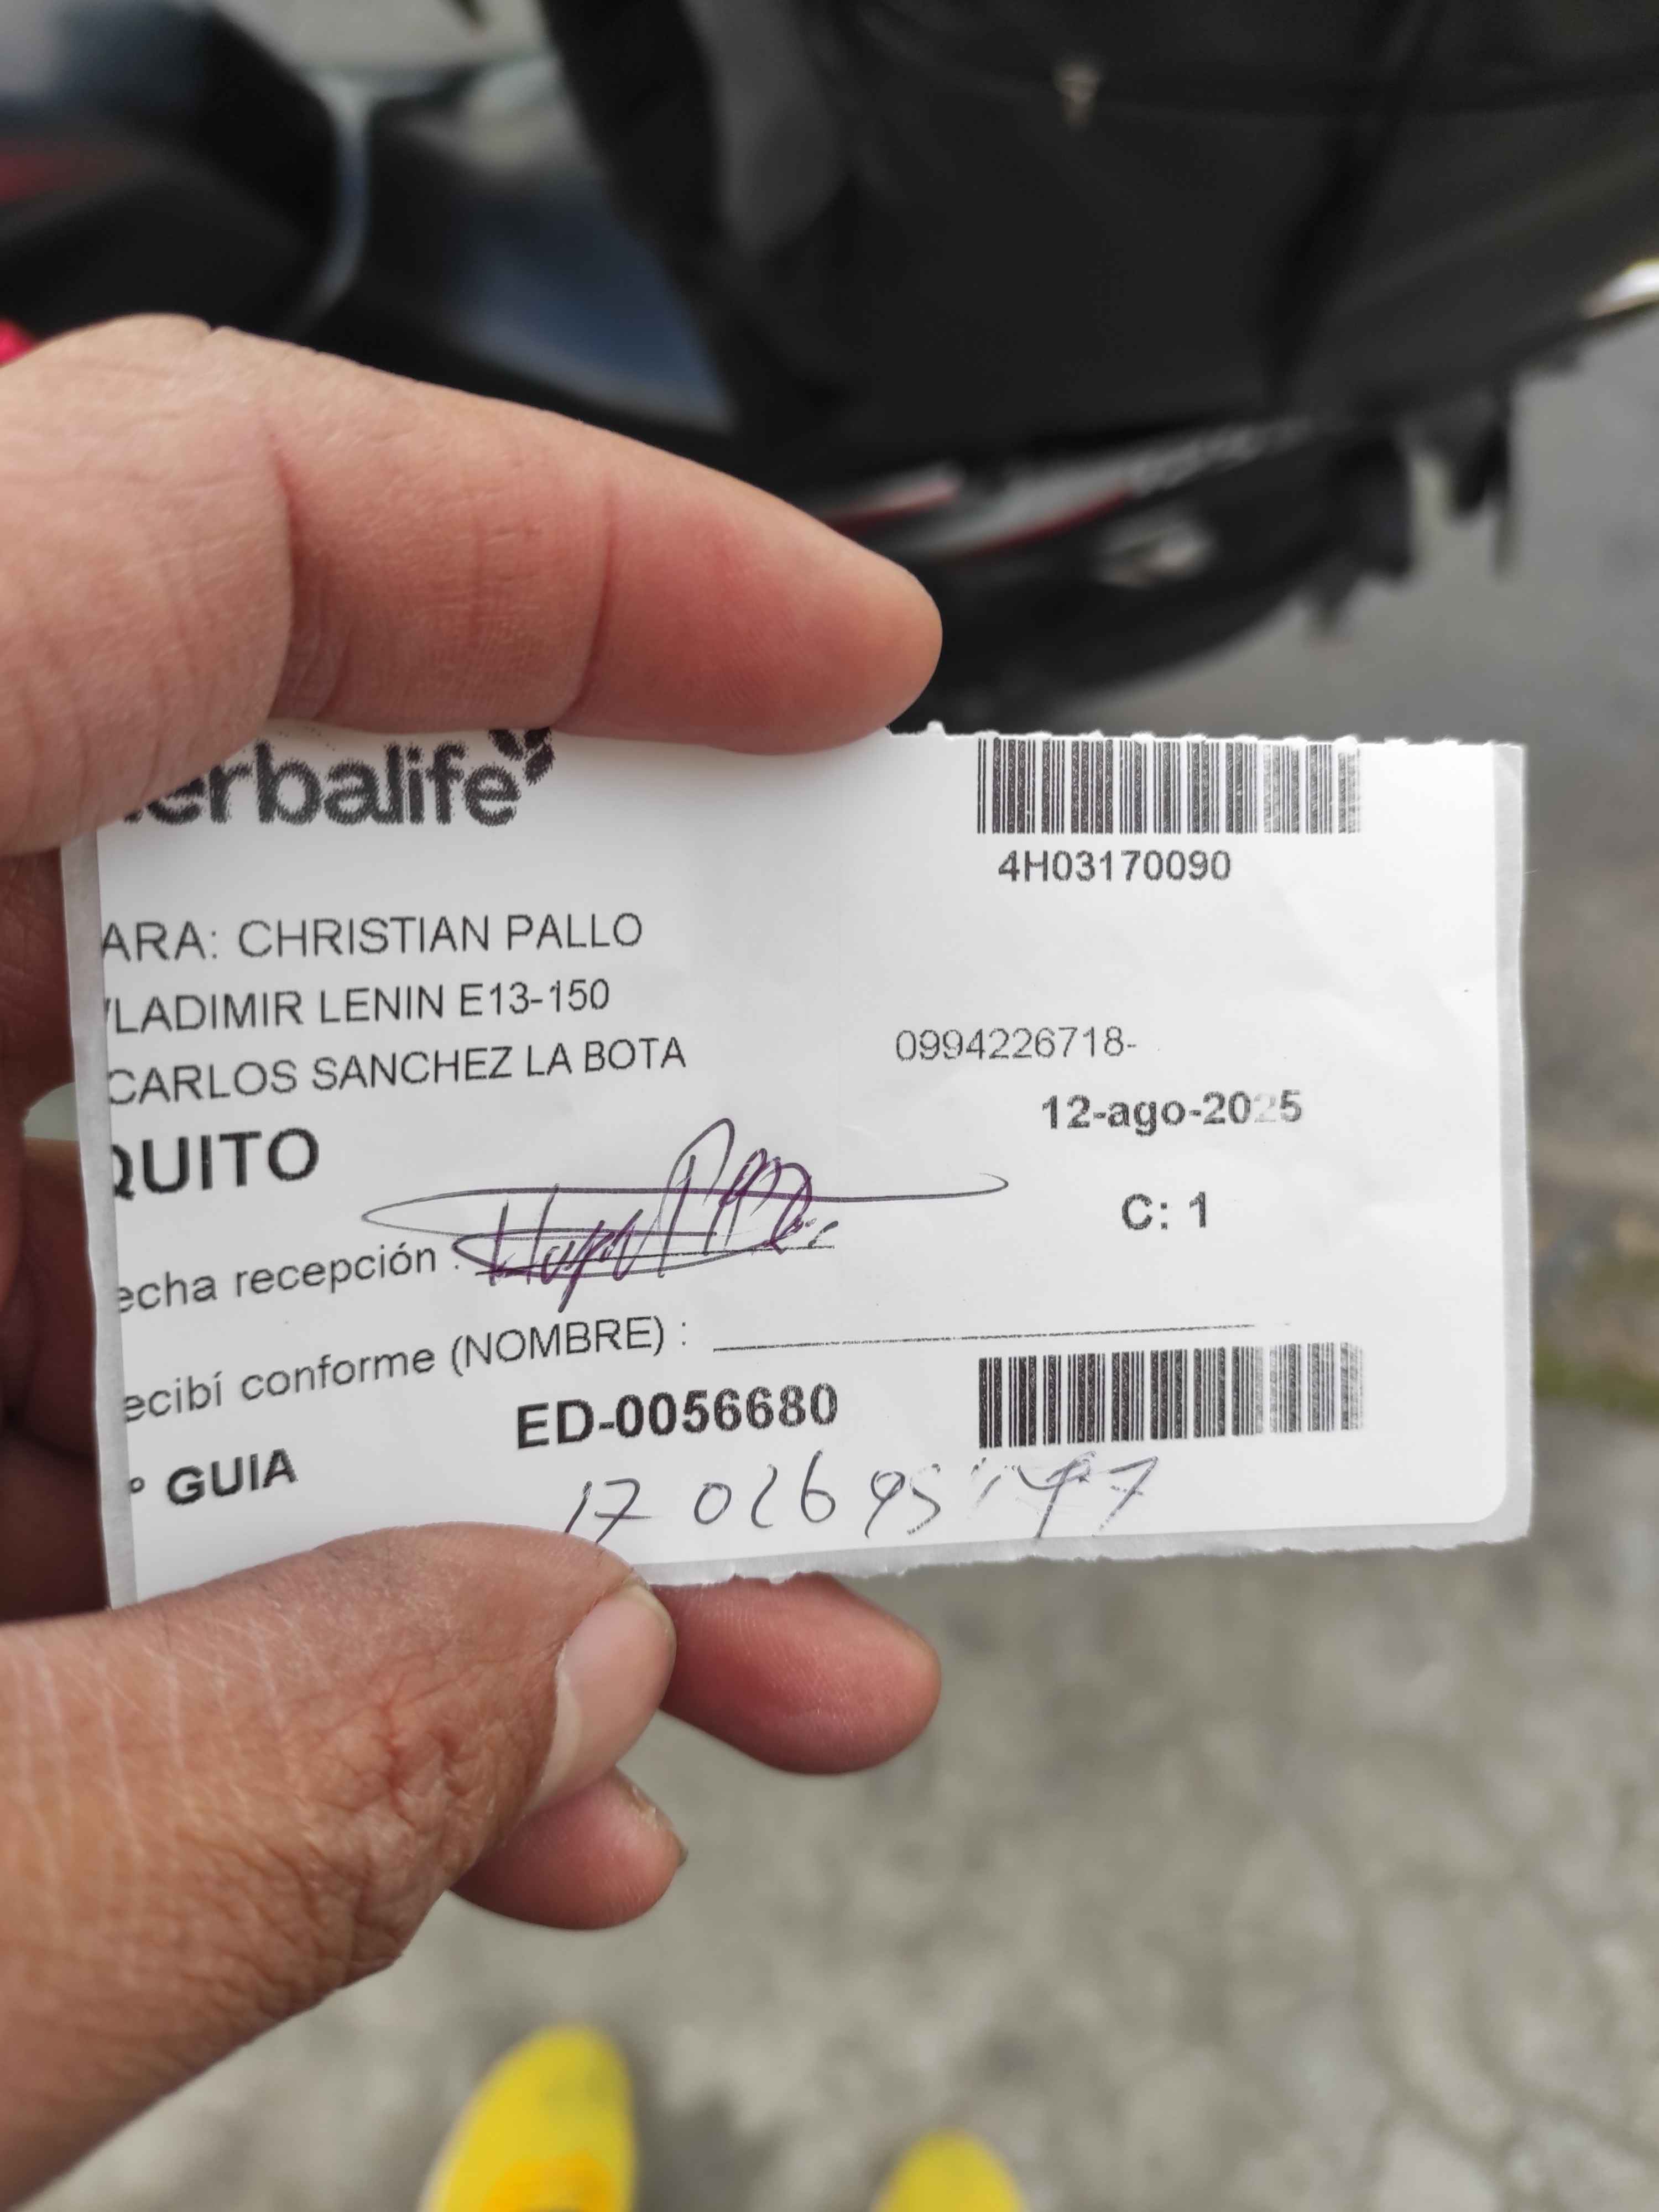 erbalife
4H03170090
ARA: CHRISTIAN PALLO
VLADIMIR LENIN E13-150
CARLOS SANCHEZ LA BOTA
0994226718-
12-ago-2025
QUITO
C: 1
echa recepción :
ecibí conforme (NOMBRE) :
ED-0056680
° GUIA